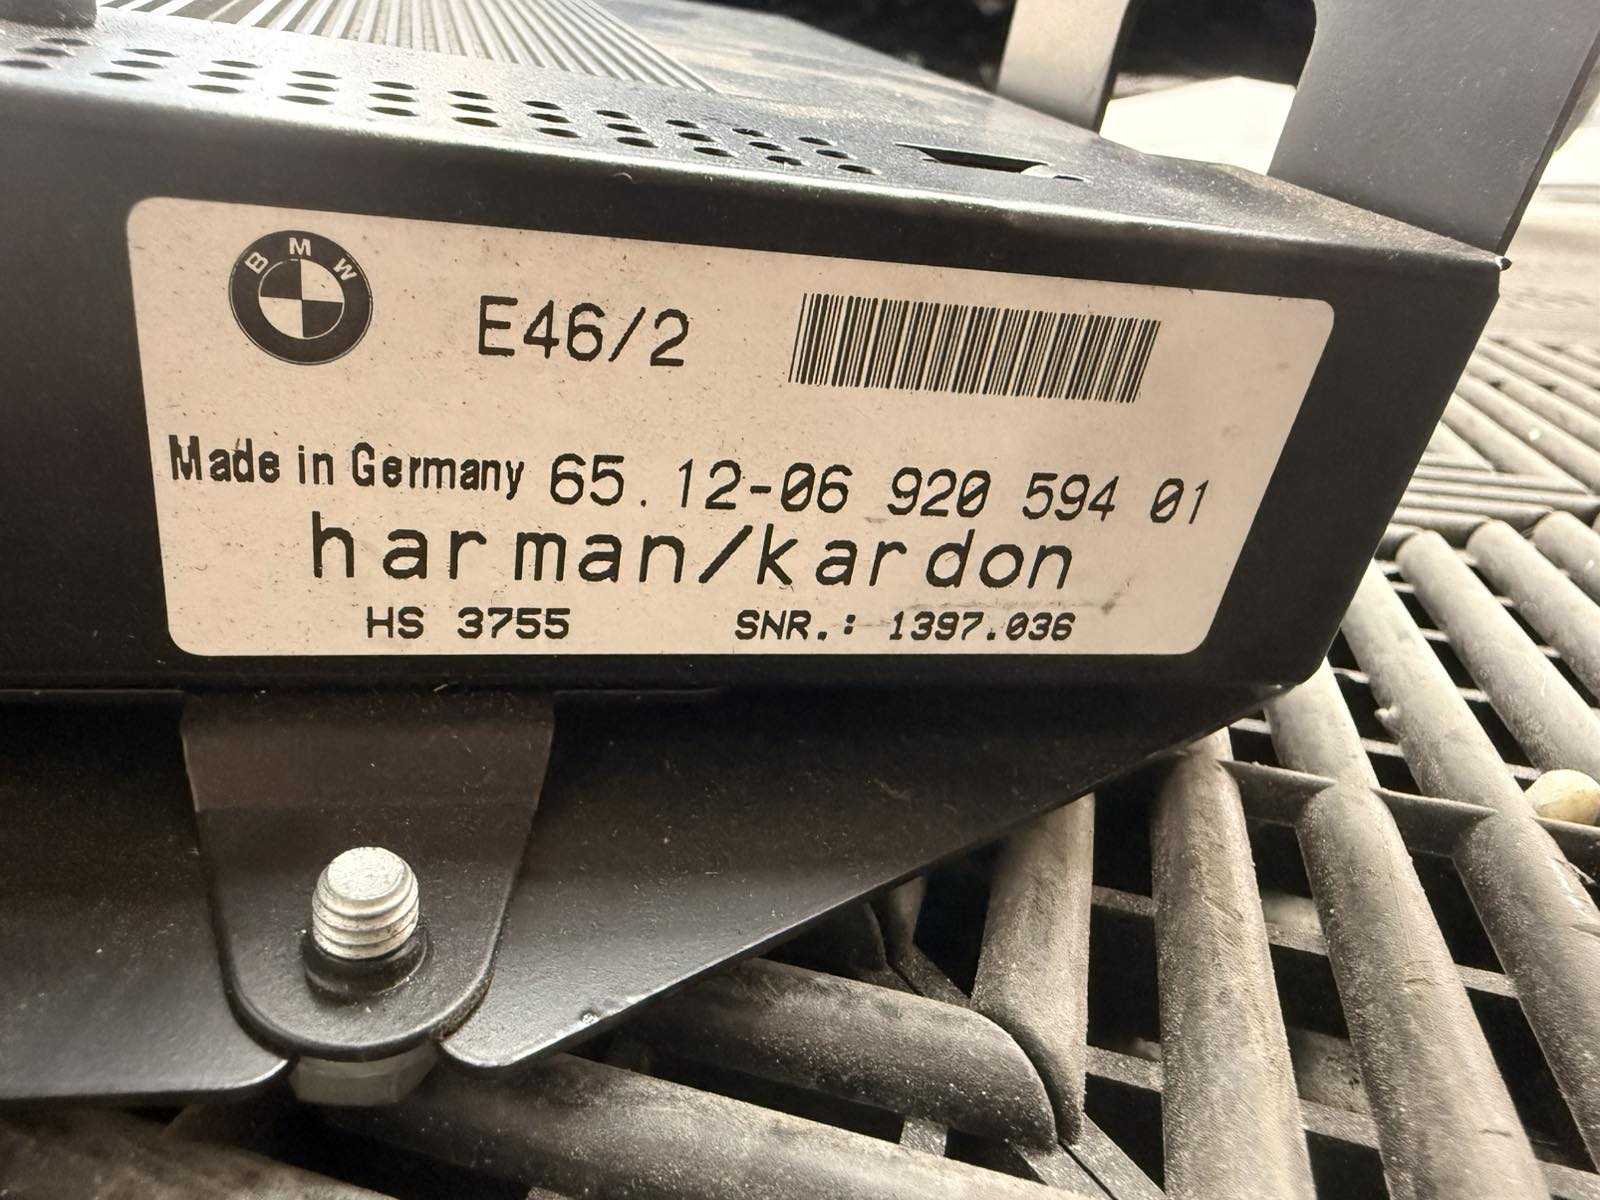 BMW
E46/2
Made in Germany 65.12-06 920 594 01
harman/kardon
HS 3755 SNR.: 1397.036